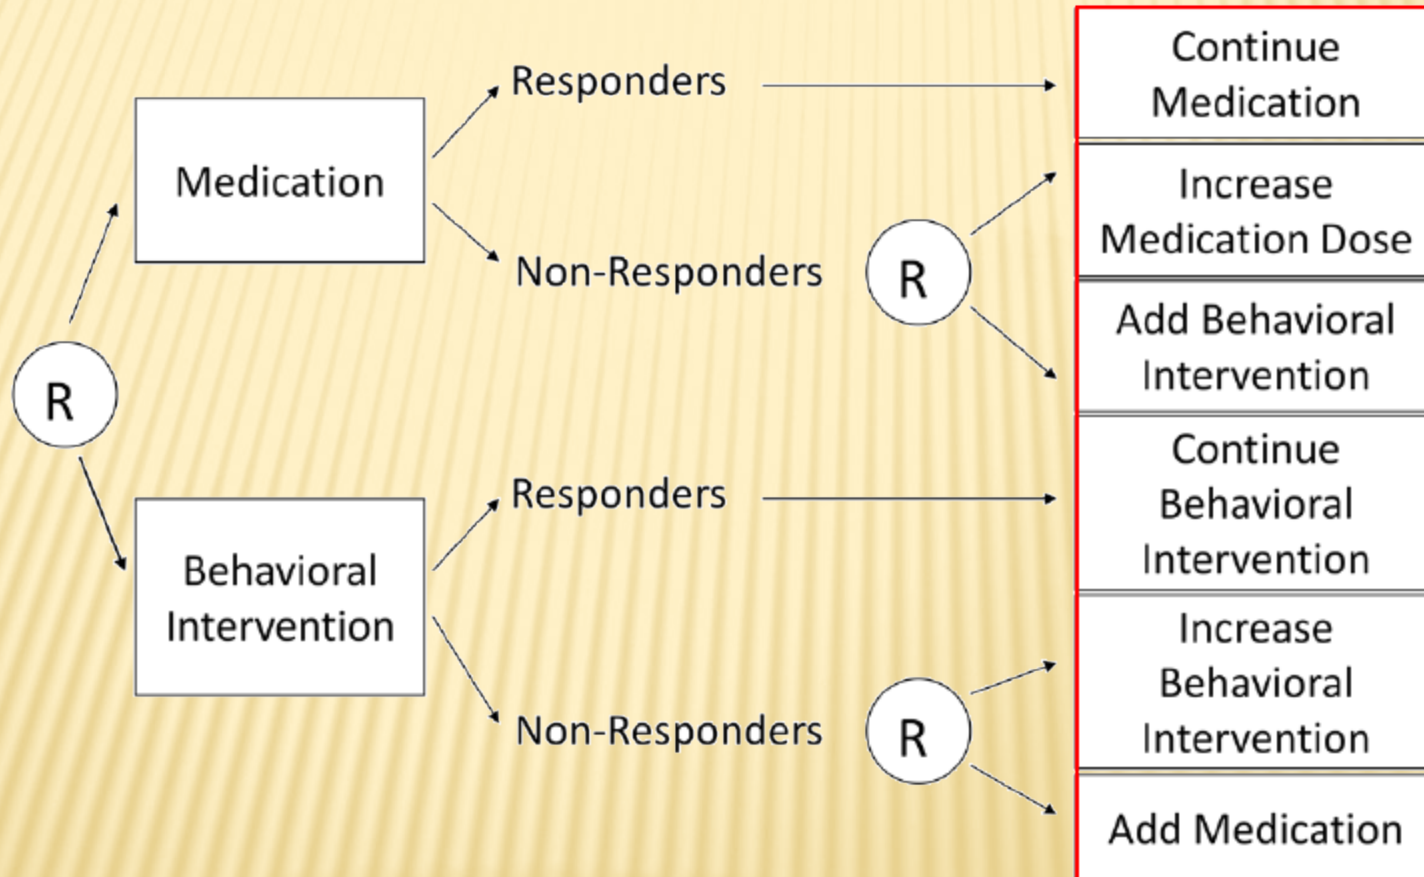 R
Medication
Behavioral
Intervention
Responders
Non-Responders
R
Responders
Non-Responders
R
Continue
Medication
Increase
Medication Dose
Add Behavioral
Intervention
Continue
Behavioral
Intervention
Increase
Behavioral
Intervention
Add Medication